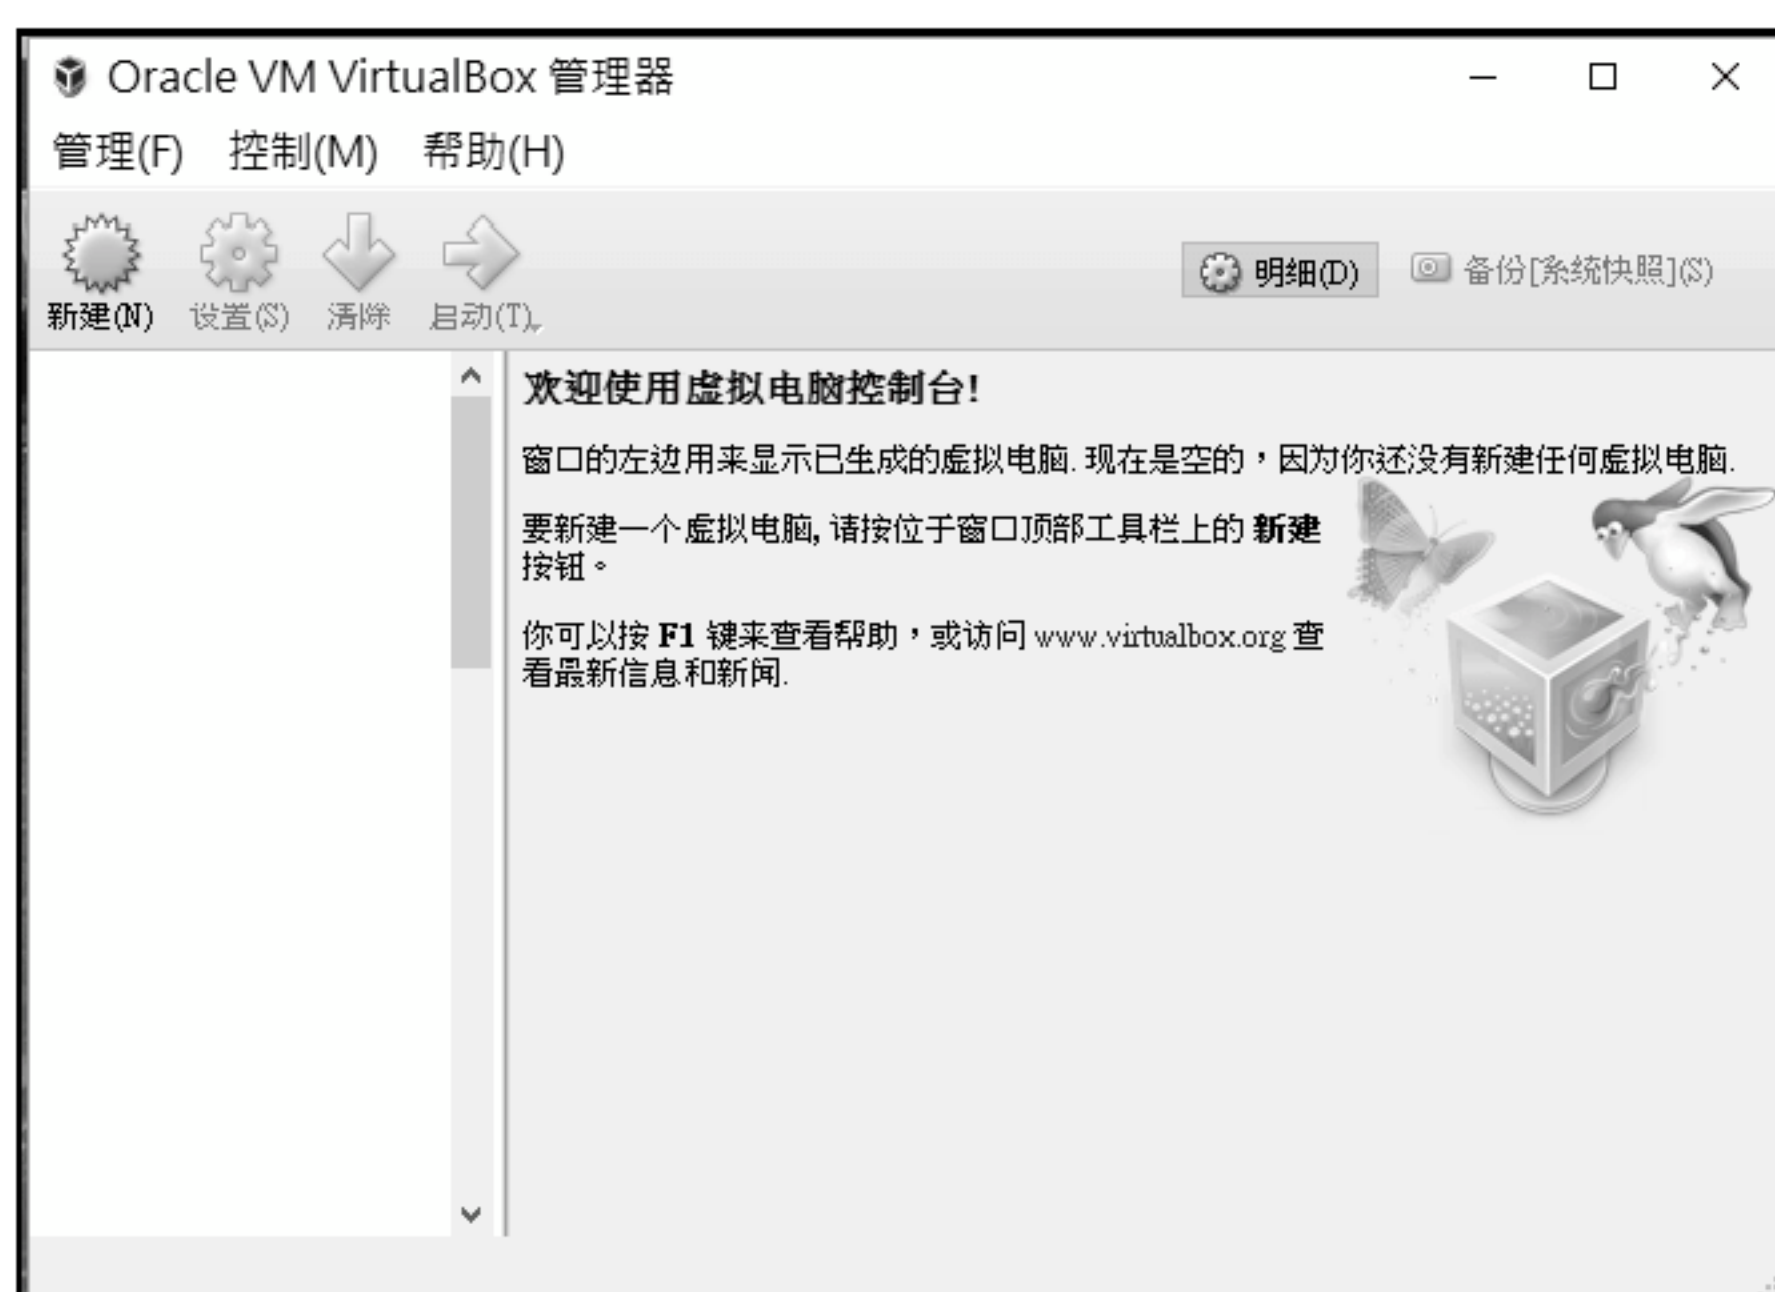 Oracle VM VirtualBox 管理器
管理(F) 控制(M) 帮助(H)
新建(N) 设置(S) 清除 启动(T) 明细(D) 备份[系统快照](S)
欢迎使用虚拟电脑控制台!
窗口的左边用来显示已生成的虚拟电脑. 现在是空的，因为你还没有新建任何虚拟电脑.
要新建一个虚拟电脑, 请按位于窗口顶部工具栏上的 新建
按钮。
你可以按 F1 键来查看帮助，或访问 www.virtualbox.org 查
看最新信息和新闻.